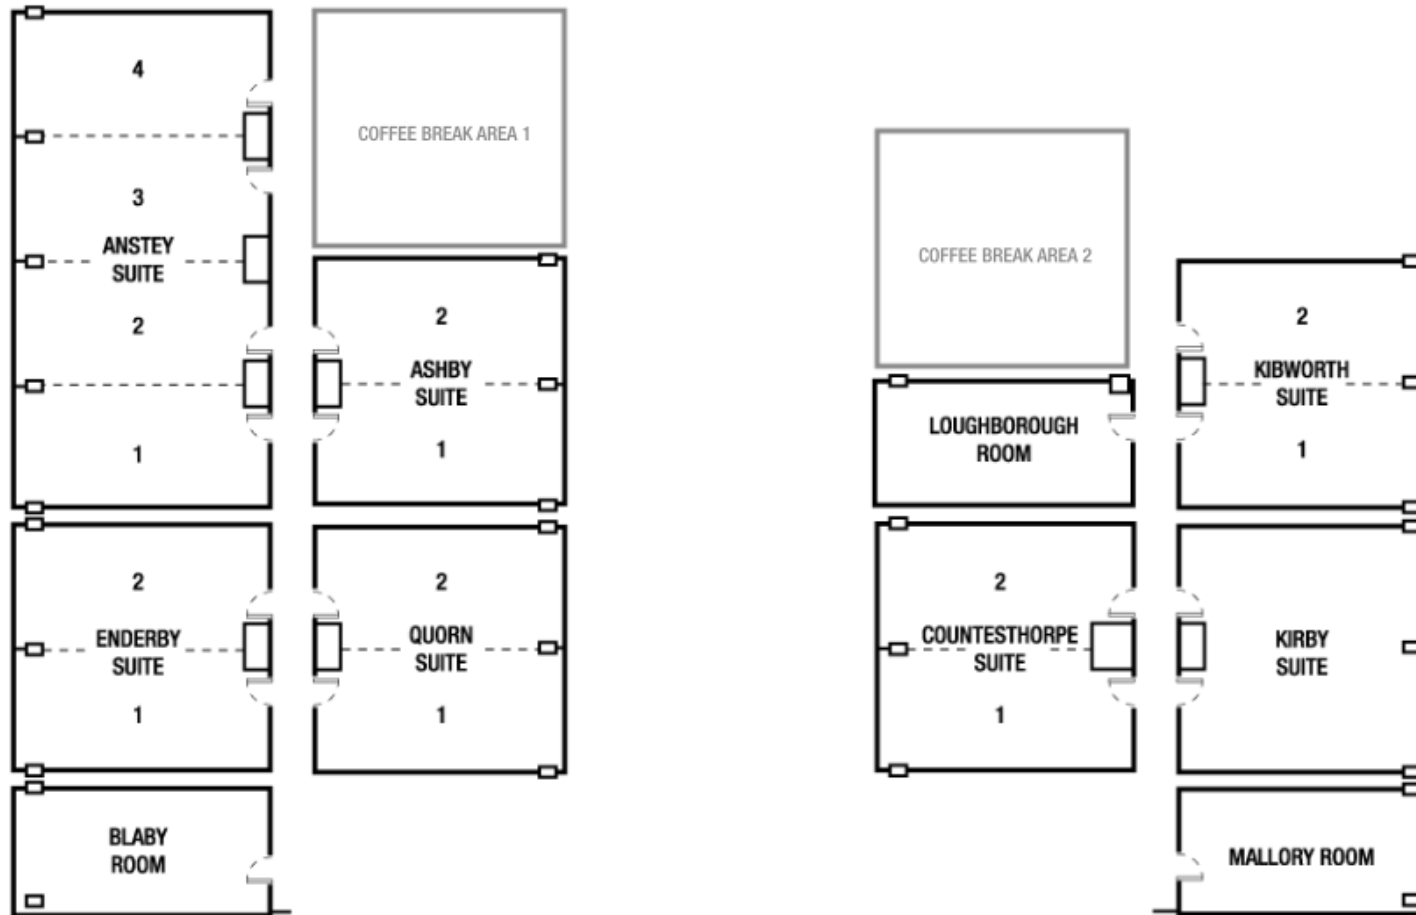 4
COFFEE BREAK AREA 1
3
ANSTEY
SUITE
2
1
2
ASHBY
SUITE
1
COFFEE BREAK AREA 2
LOUGHBOROUGH
ROOM
2
KIBWORTH
SUITE
1
2
ENDERBY
SUITE
1
2
QUORN
SUITE
1
2
COUNTESTHORPE
SUITE
1
KIRBY
SUITE
BLABY
ROOM
MALLORY ROOM